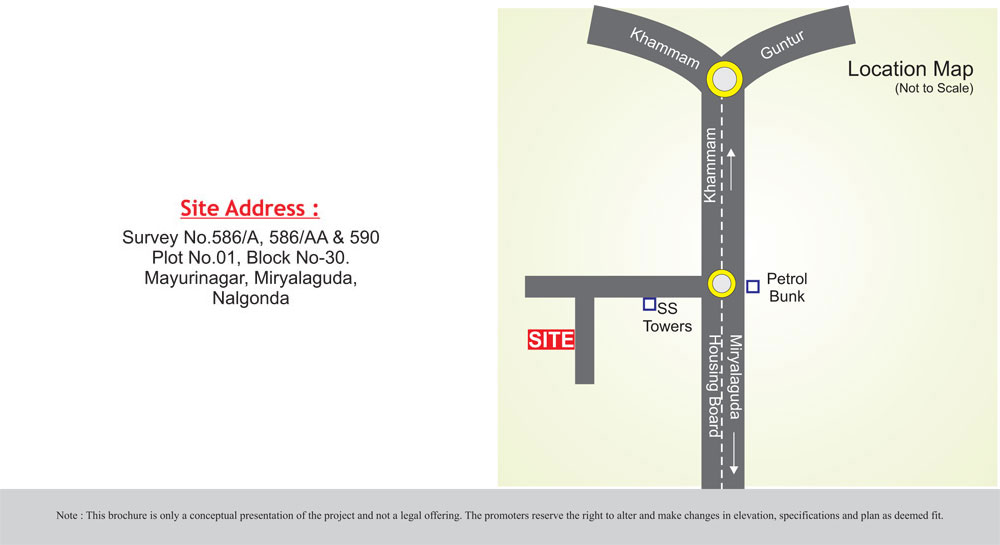 Site Address :
Survey No.586/A, 586/AA & 590
Plot No.01, Block No-30.
Mayurinagar, Miryalaguda,
Nalgonda
Khammam
Guntur
Location Map
(Not to Scale)
Khammam
Petrol
Bunk
SS
Towers
SITE
Miryalaguda
Housing Board
Note : This brochure is only a conceptual presentation of the project and not a legal offering. The promoters reserve the right to alter and make changes in elevation, specifications and plan as deemed fit.